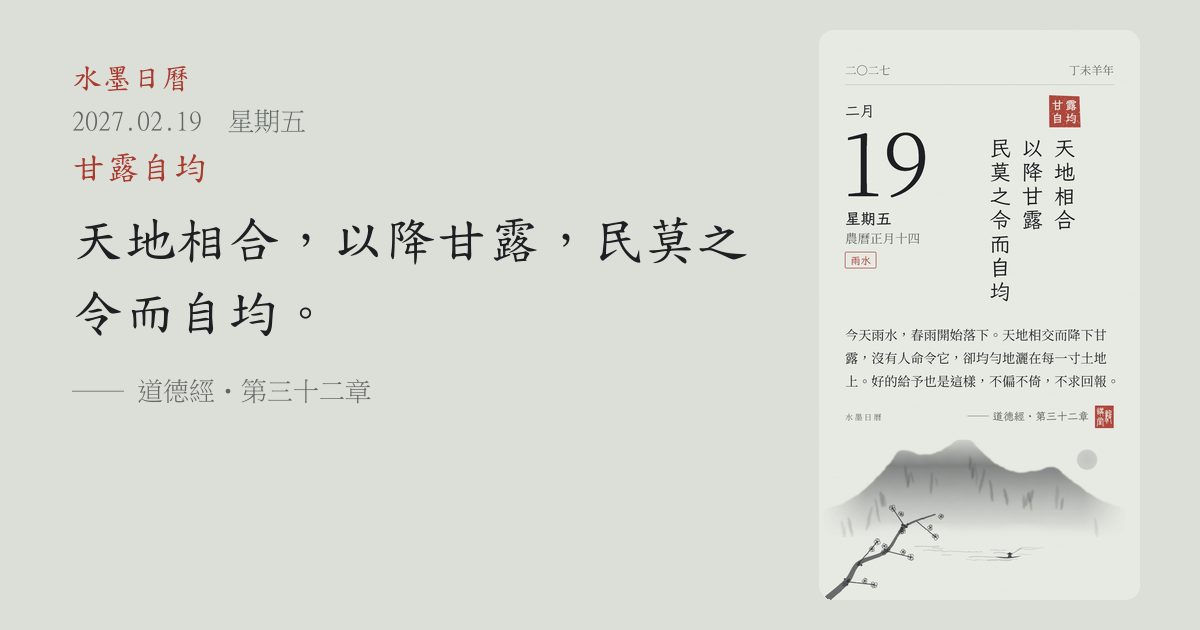 水墨日曆
2027.02.19 星期五
甘露自均
天地相合，以降甘露，民莫之
令而自均。
—— 道德經・第三十二章
二〇二七
丁未羊年
二月
19
星期五
農曆正月十四
雨水
甘露
自均
天地相合
以降甘露
民莫之令而自均
今天雨水，春雨開始落下。天地相交而降下甘
露，沒有人命令它，卻均勻地灑在每一寸土地
上。好的給予也是這樣，不偏不倚，不求回報。
水墨日曆
—— 道德經・第三十二章